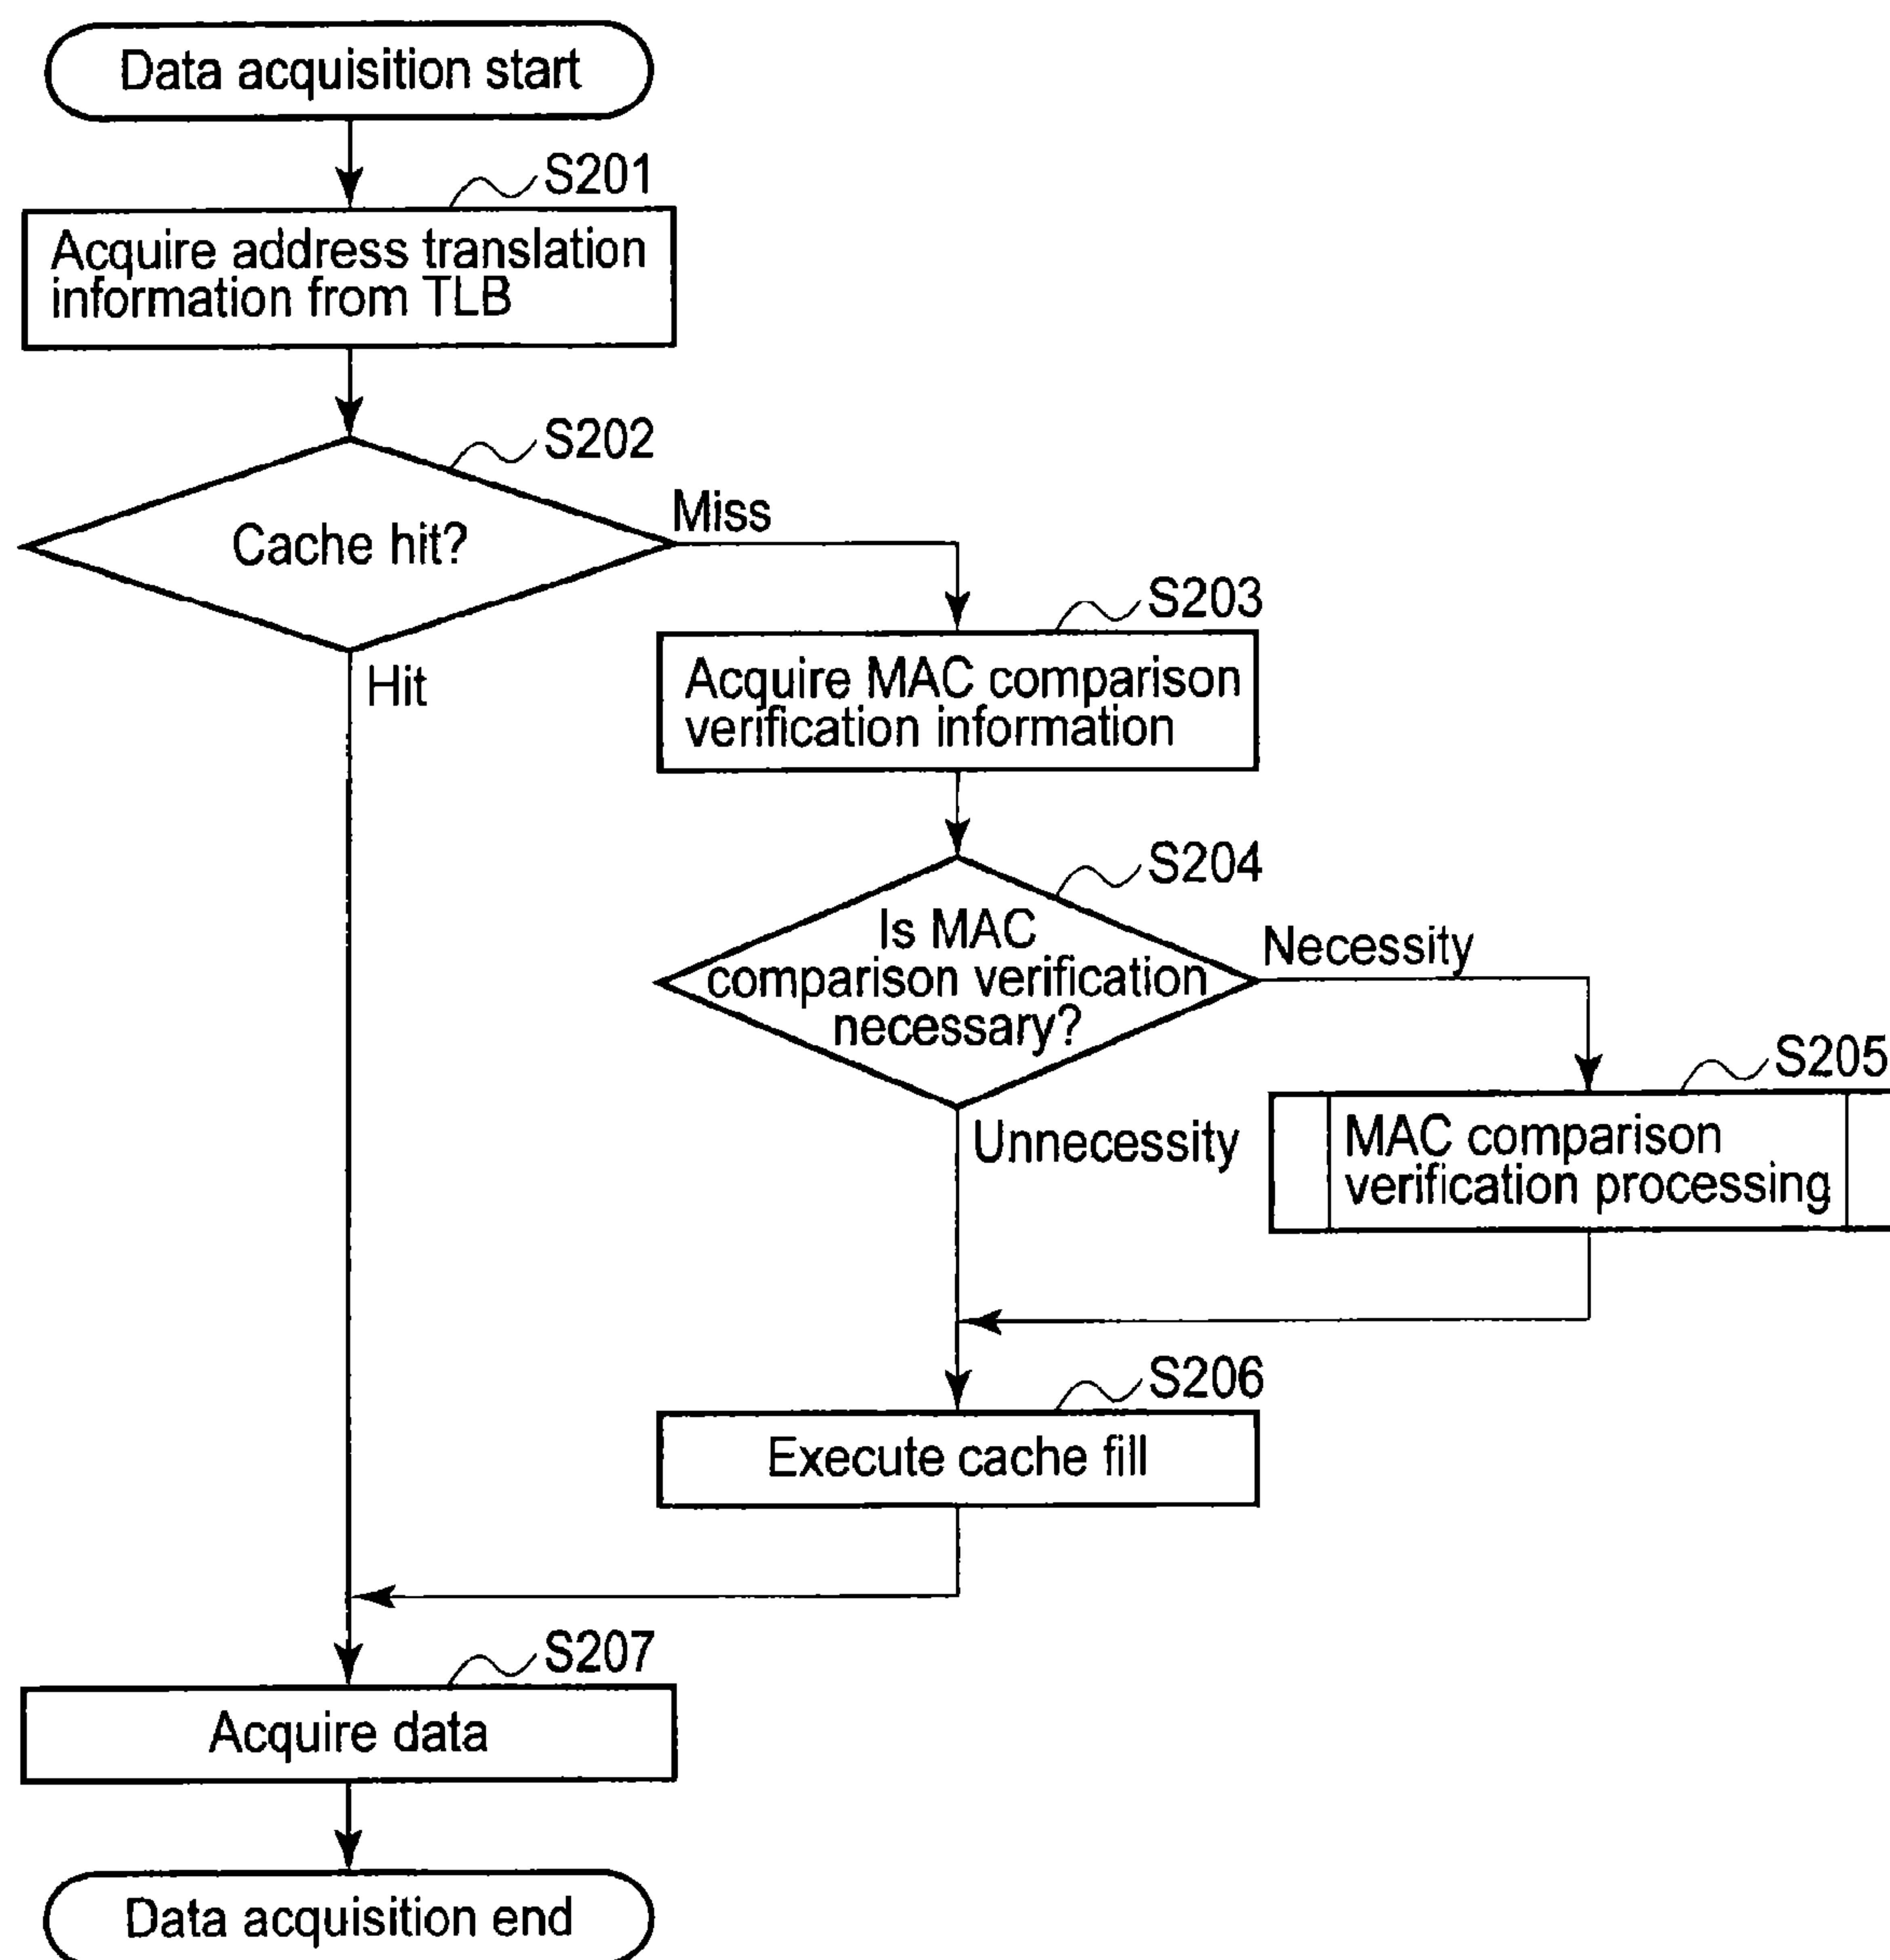 Data acquisition start
S201
Acquire address translation
information from TLB
S202
Cache hit?
Miss
Hit
S203
Acquire MAC comparison
verification information
S204
Is MAC
comparison verification
necessary?
Necessity
Unnecessity
S205
MAC comparison
verification processing
S206
Execute cache fill
S207
Acquire data
Data acquisition end